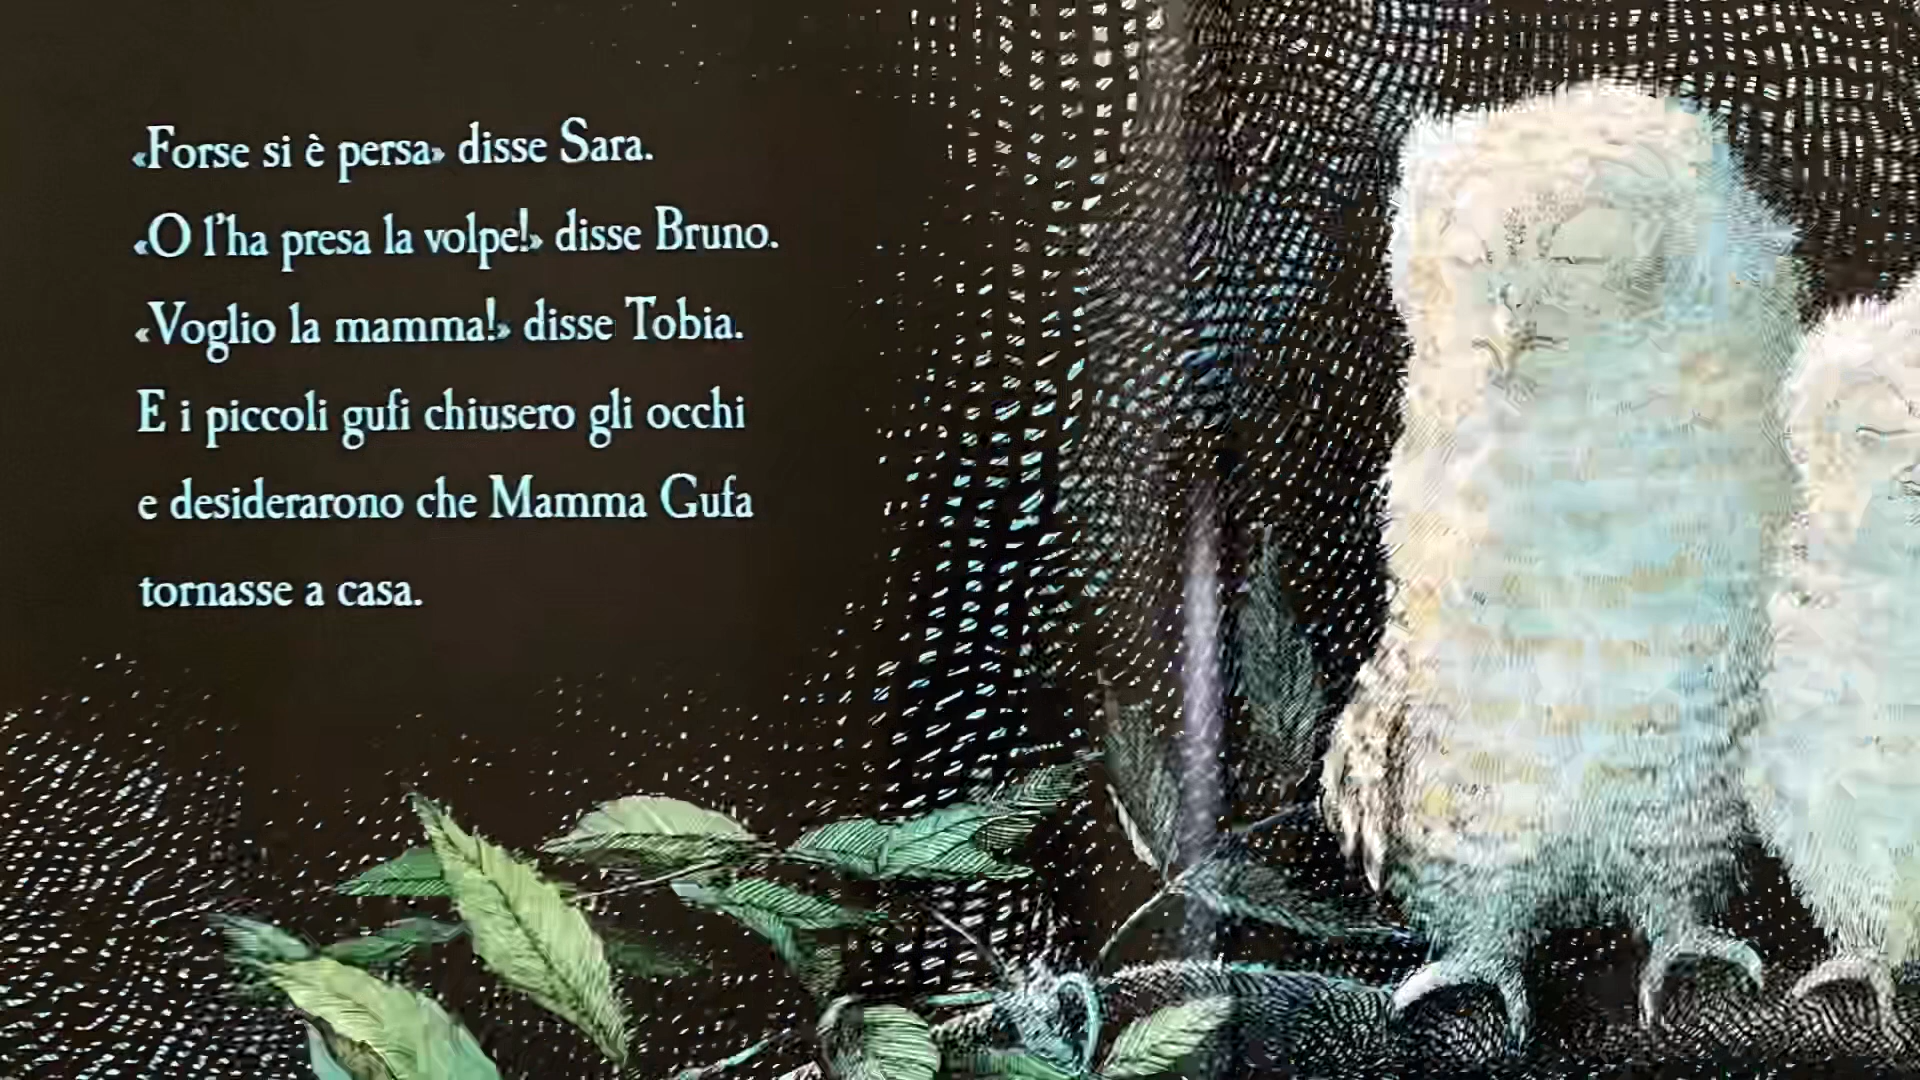 «Forse si è persa» disse Sara.
«O l'ha presa la volpe!» disse Bruno.
«Voglio la mamma!» disse Tobia.
E i piccoli gufi chiusero gli occhi
e desiderarono che Mamma Gufa
tornasse a casa.